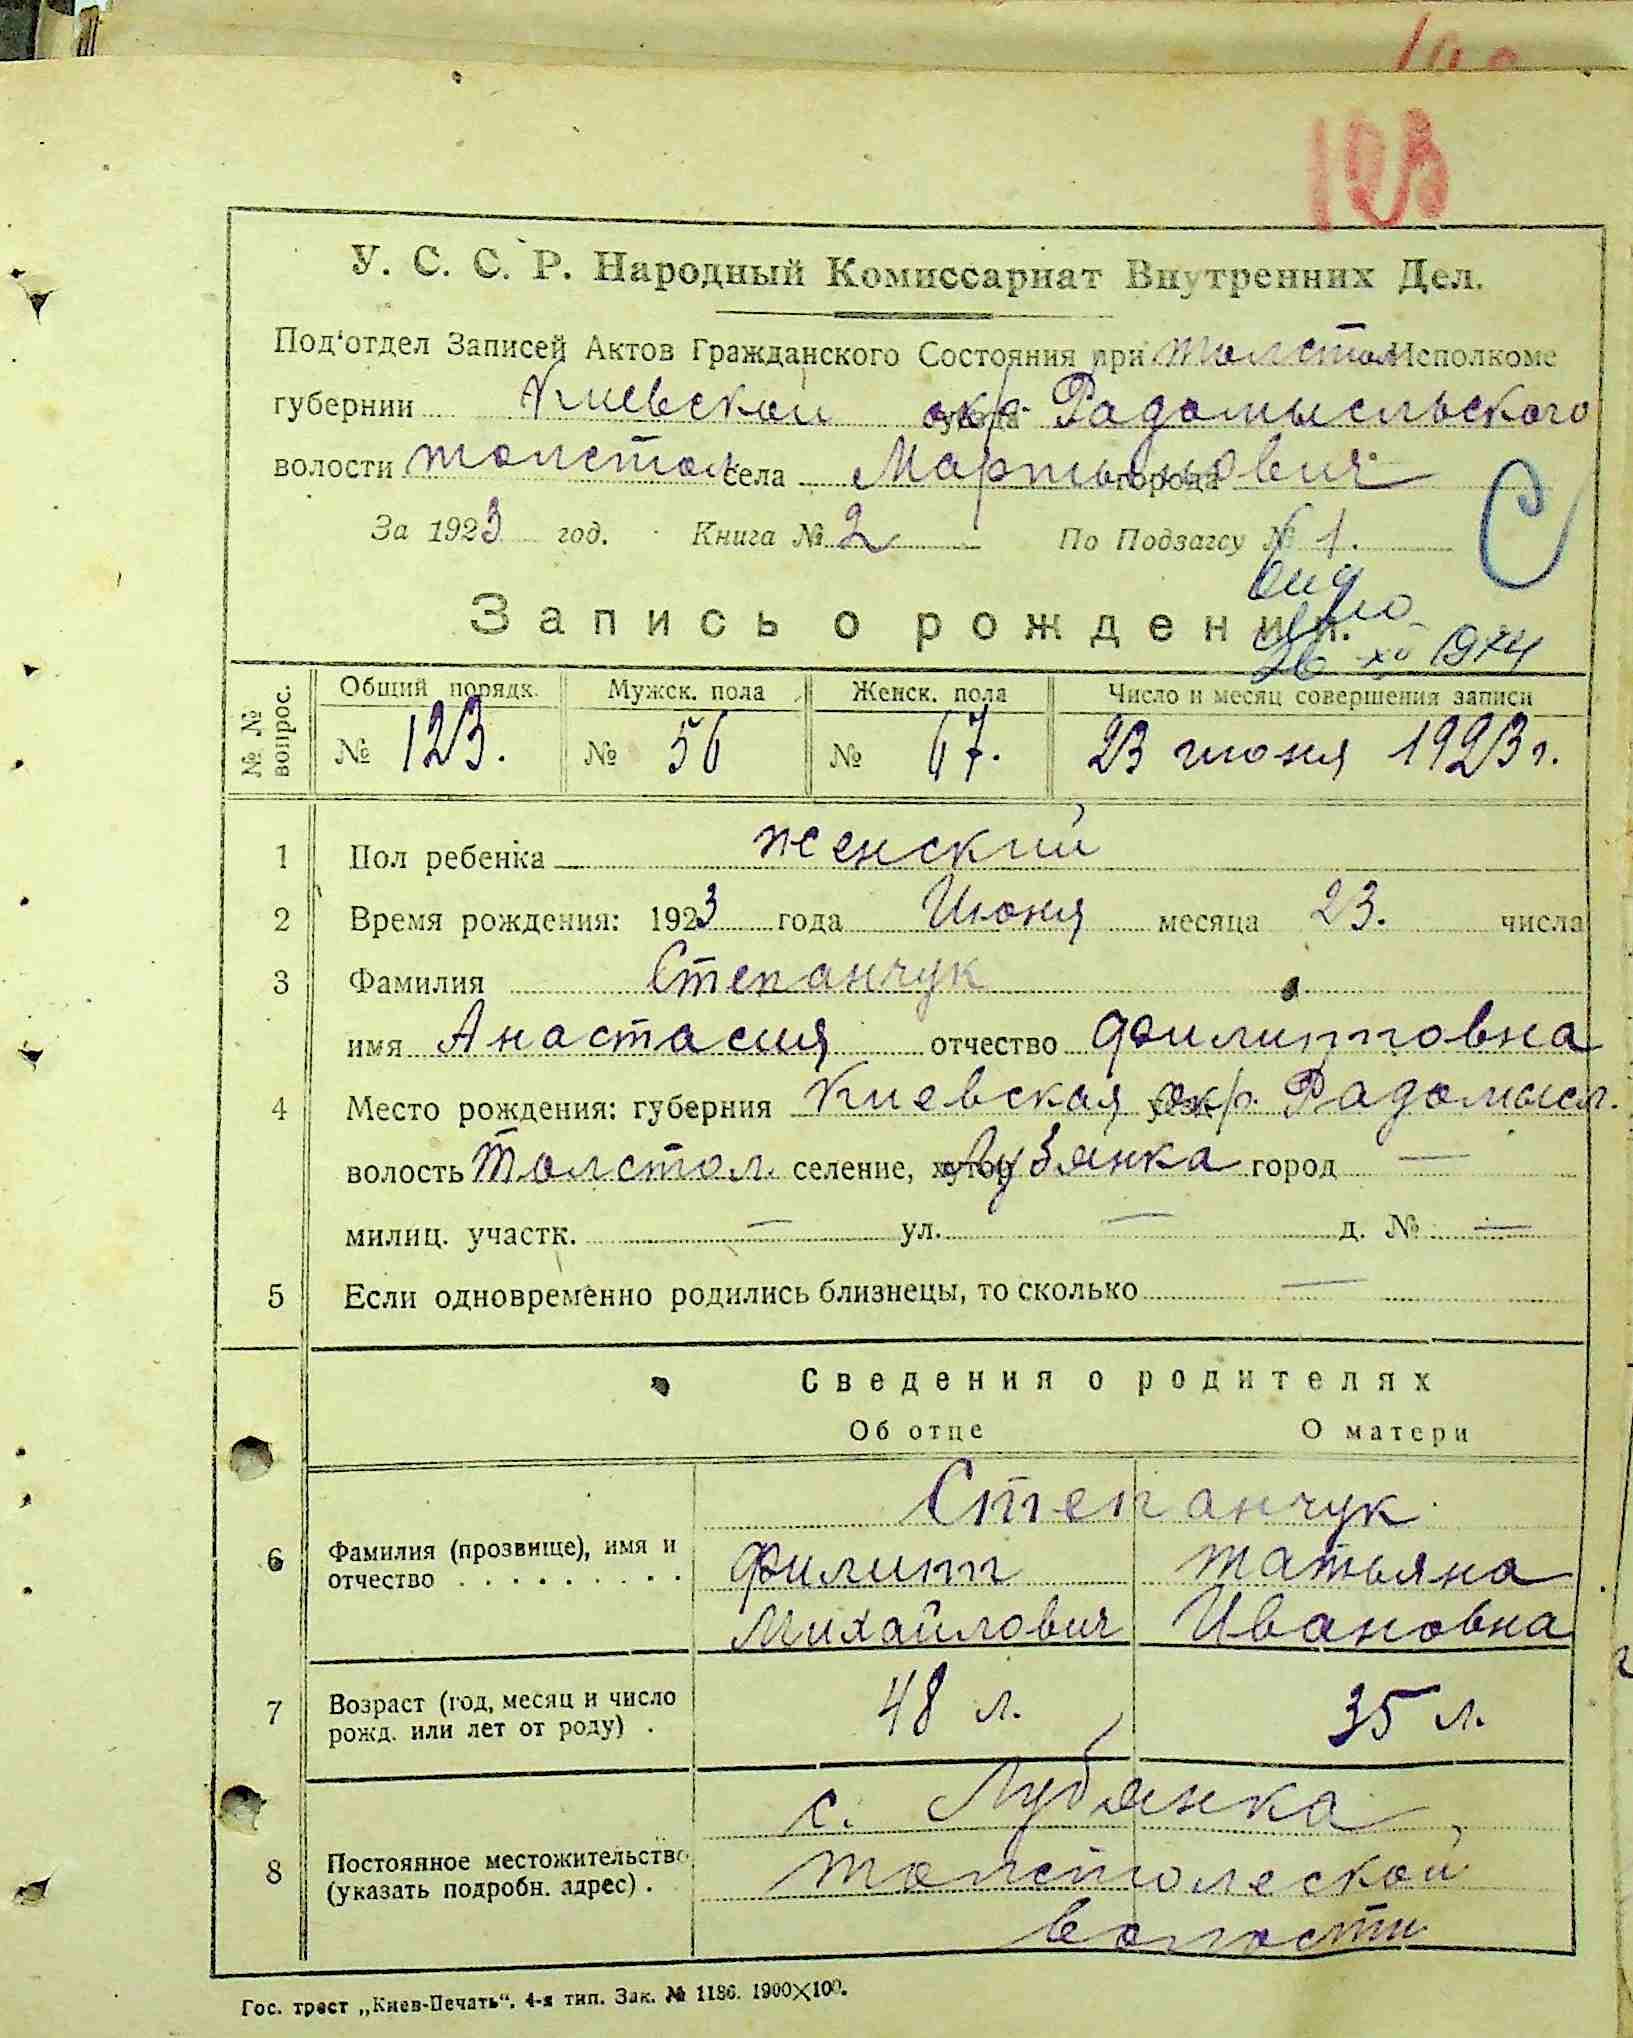 123
У. С. С. Р. Народный Комиссариат Внутренних Дел.
Под'отдел Записей Актов Гражданского Состояния при Толстол Исполкоме
губернии Киевской окр. Радомысльского
волости Толстол села Мартынович города
За 1923 год. Книга № 2 По Подзагсу № 1.
С
Запись о рождении.
XII 1974
№№ вопрос. Общий порядк. Мужск. пола Женск. пола Число и месяц совершения записи
№ 123. № 56 № 67. 23 июня 1923 г.
1 Пол ребенка женский
2 Время рождения: 1923 года Июня месяца 23. числа
3 Фамилия Степанчук
имя Анастасия отчество Филипповна
4 Место рождения: губерния Киевская окр. Радомысл.
волость Толстол. селение, хутор Лубянка город —
милиц. участк. — ул. — д. № —
5 Если одновременно родились близнецы, то сколько —
Сведения о родителях
Об отце О матери
Степанчук
6 Фамилия (прозвище), имя и отчество Филипп Татьяна
Михайлович Ивановна
7 Возраст (год, месяц и число рожд. или лет от роду) . 48 л. 35 л.
с. Лубянка
8 Постоянное местожительство (указать подробн. адрес) . Толстолеской
волости
Гос. трест „Киев-Печать". 4-я тип. Зак. № 1186. 1900×100.